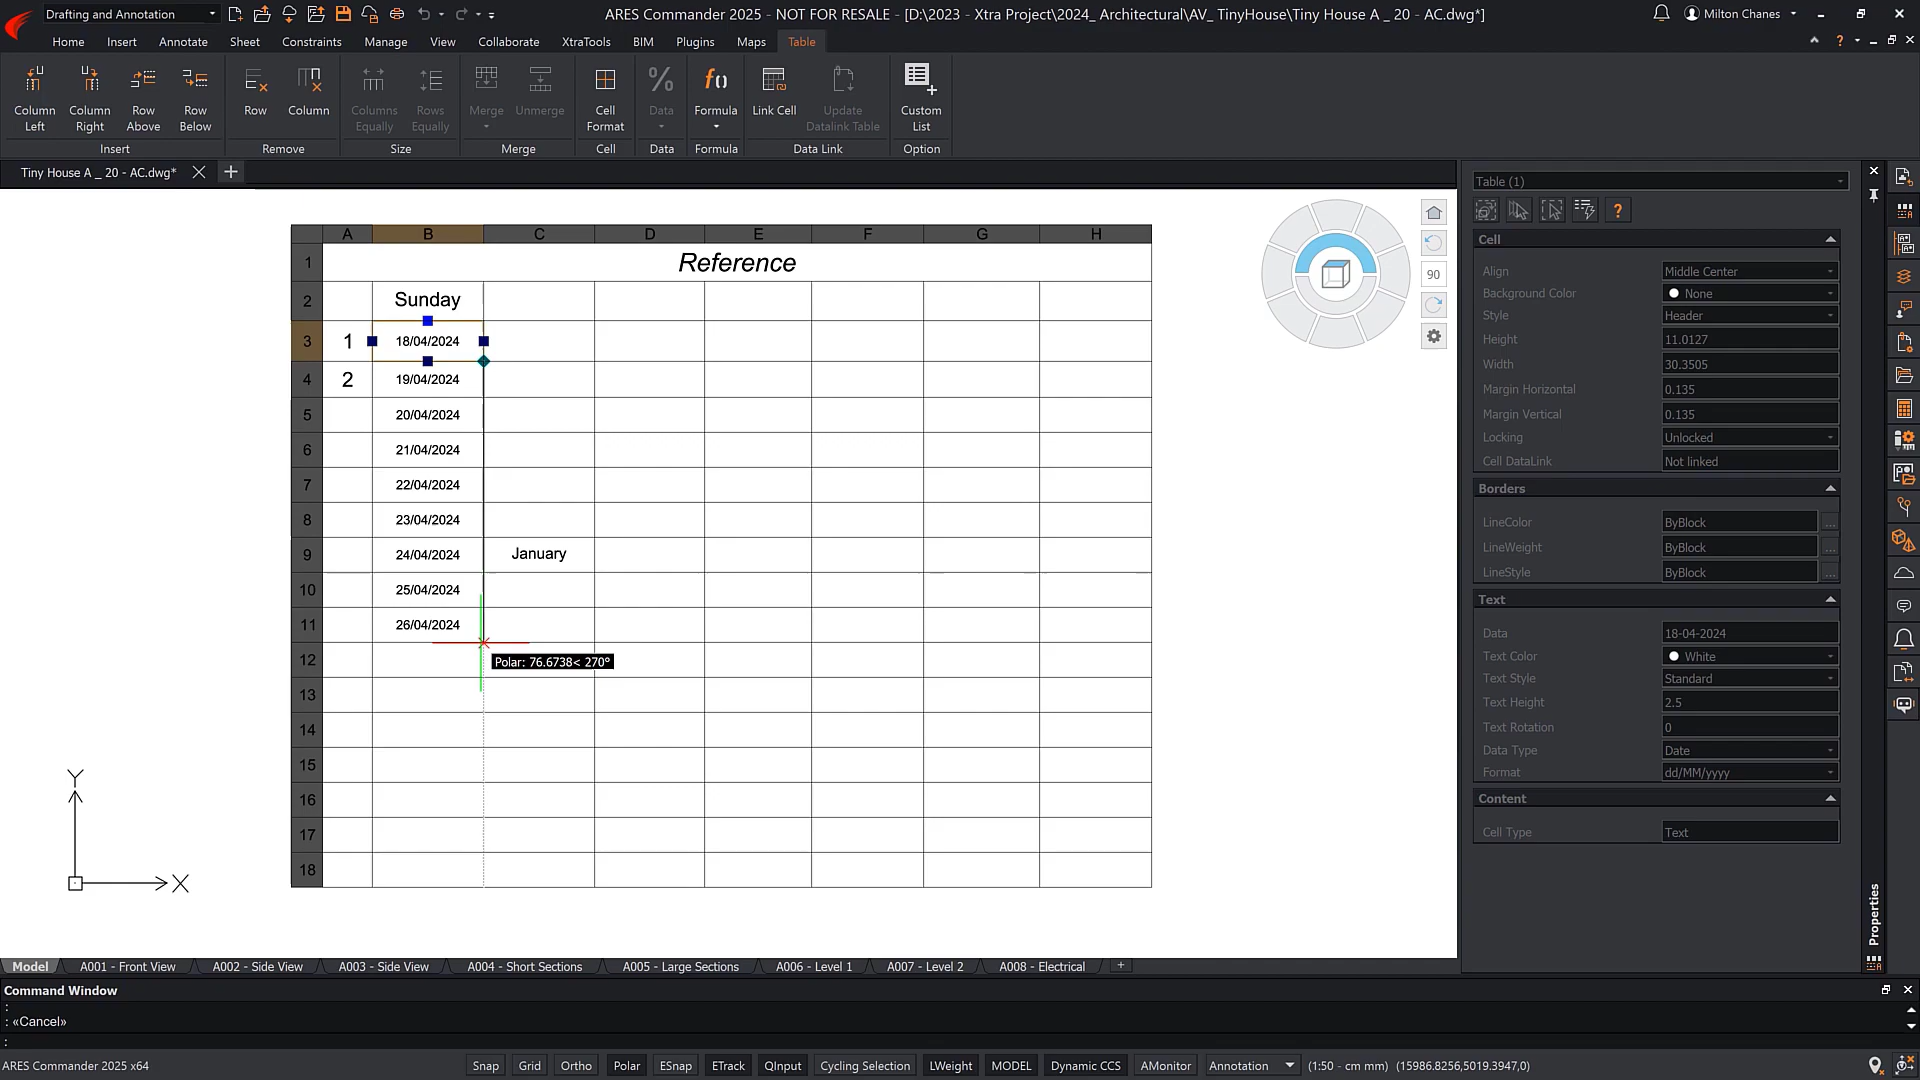 Drafting and Annotation
ARES Commander 2025 - NOT FOR RESALE - [D:\2023 - Xtra Project\2024_ Architectural\AV_ TinyHouse\Tiny House A _ 20 - AC.dwg*]
Milton Chanes
Home Insert Annotate Sheet Constraints Manage View Collaborate XtraTools BIM Plugins Maps Table
Column Left
Column Right
Row Above
Row Below
Row
Column
Columns Equally
Rows Equally
Merge
Unmerge
Cell Format
Data
Formula
Link Cell
Update Datalink Table
Custom List
Insert Remove Size Merge Cell Data Formula Data Link Option
Tiny House A _ 20 - AC.dwg*
A B C D E F G H
1 Reference
2 Sunday
3 1 18/04/2024
4 2 19/04/2024
5 20/04/2024
6 21/04/2024
7 22/04/2024
8 23/04/2024
9 24/04/2024 January
10 25/04/2024
11 26/04/2024
12 Polar: 76.6738< 270°
13
14
15
16
17
18
Y
X
90
Table (1)
Cell
Align Middle Center
Background Color None
Style Header
Height 11.0127
Width 30.3505
Margin Horizontal 0.135
Margin Vertical 0.135
Locking Unlocked
Cell DataLink Not linked
Borders
LineColor ByBlock ...
LineWeight ByBlock ...
LineStyle ByBlock ...
Text
Data 18-04-2024
Text Color White
Text Style Standard
Text Height 2.5
Text Rotation 0
Data Type Date
Format dd/MM/yyyy
Content
Cell Type Text
Properties
Model A001 - Front View A002 - Side View A003 - Side View A004 - Short Sections A005 - Large Sections A006 - Level 1 A007 - Level 2 A008 - Electrical +
Command Window
:
: «Cancel»
:
ARES Commander 2025 x64
Snap Grid Ortho Polar ESnap ETrack QInput Cycling Selection LWeight MODEL Dynamic CCS AMonitor Annotation (1:50 - cm mm) (15986.8256,5019.3947,0)